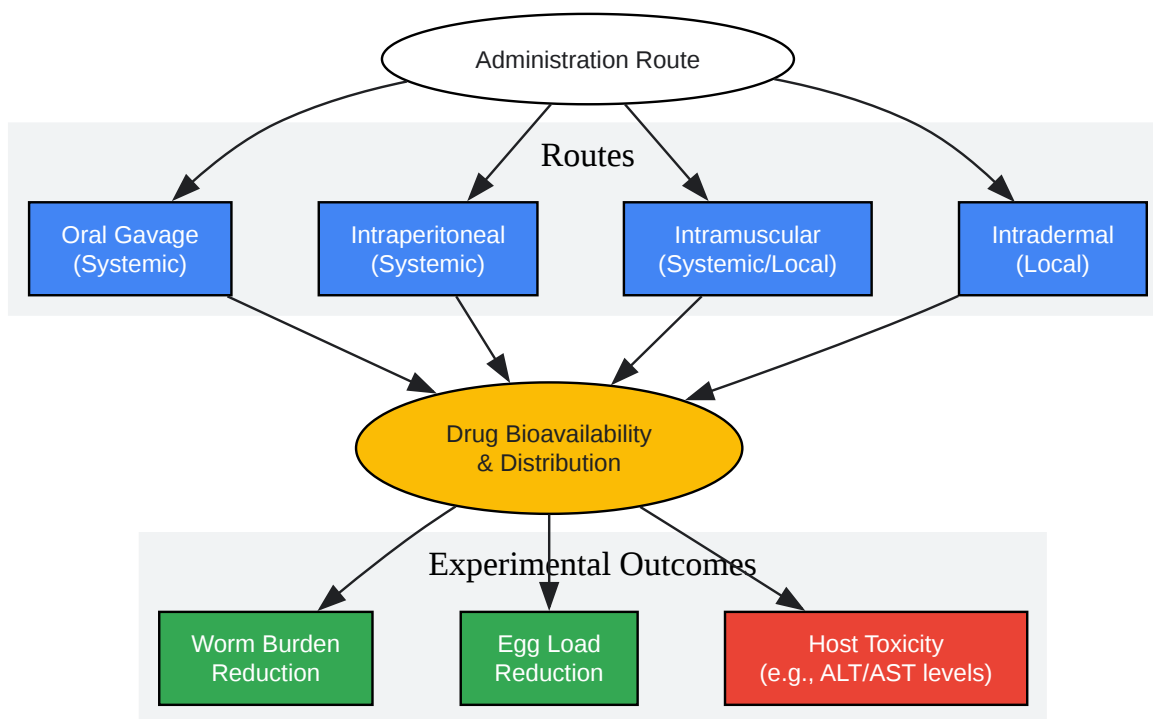 Administration Route
Routes
Oral Gavage
(Systemic)
Intraperitoneal
(Systemic)
Intramuscular
(Systemic/Local)
Intradermal
(Local)
Drug Bioavailability
& Distribution
Experimental Outcomes
Worm Burden
Reduction
Egg Load
Reduction
Host Toxicity
(e.g., ALT/AST levels)